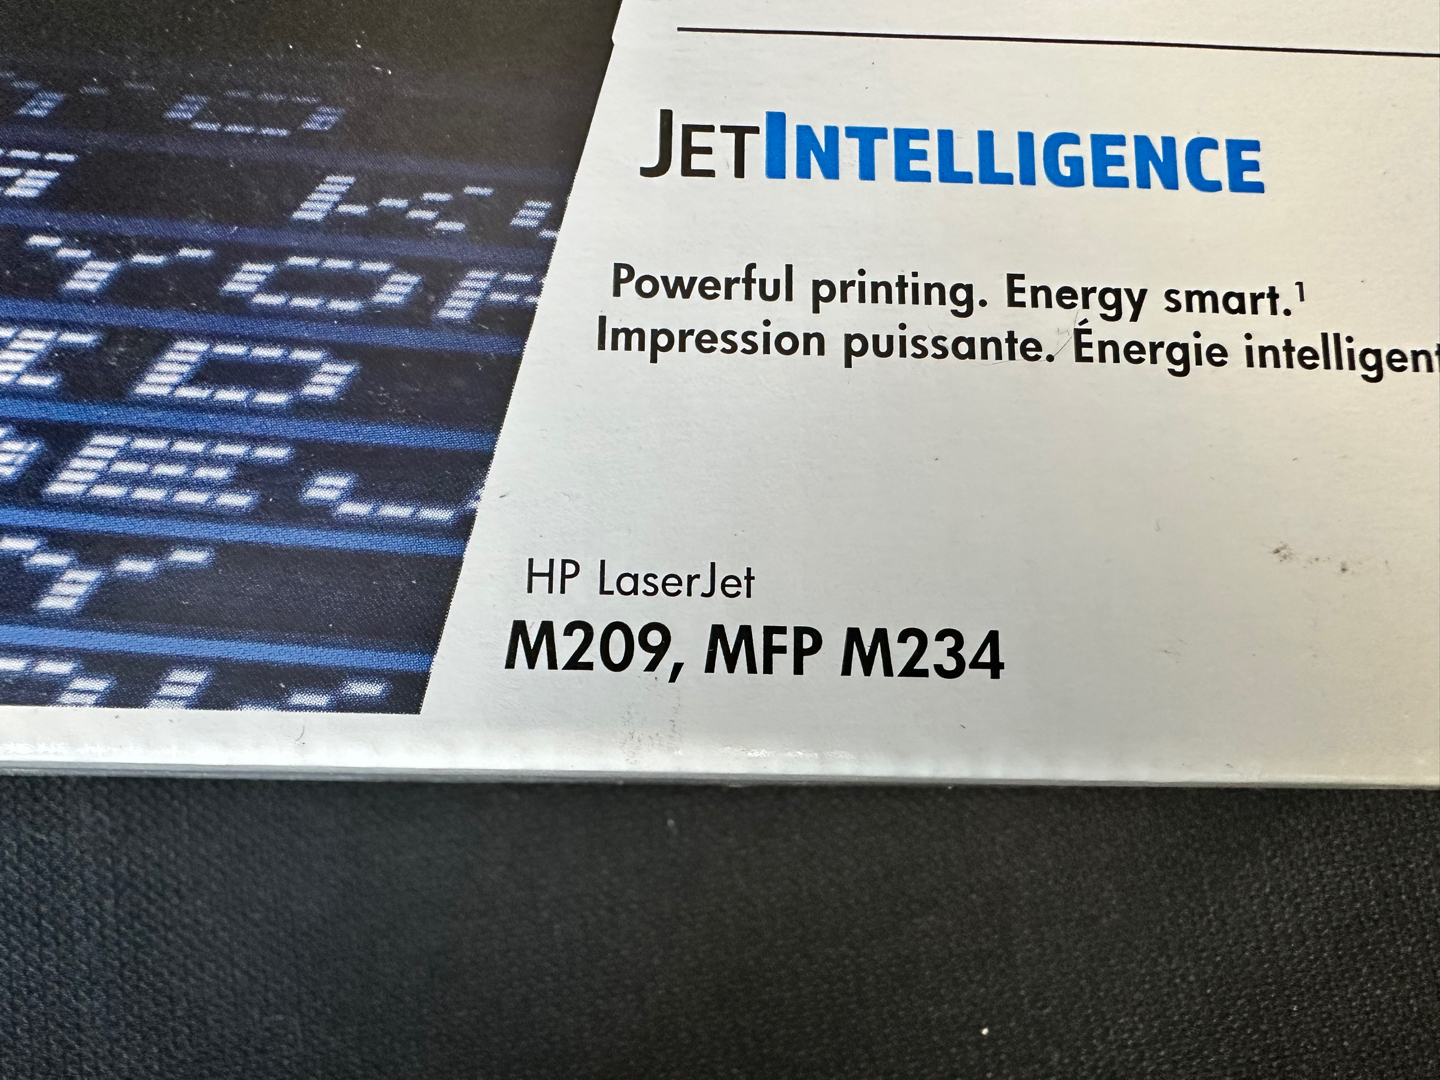 JETINTELLIGENCE
Powerful printing. Energy smart.¹
Impression puissante. Énergie intelligent
HP LaserJet
M209, MFP M234